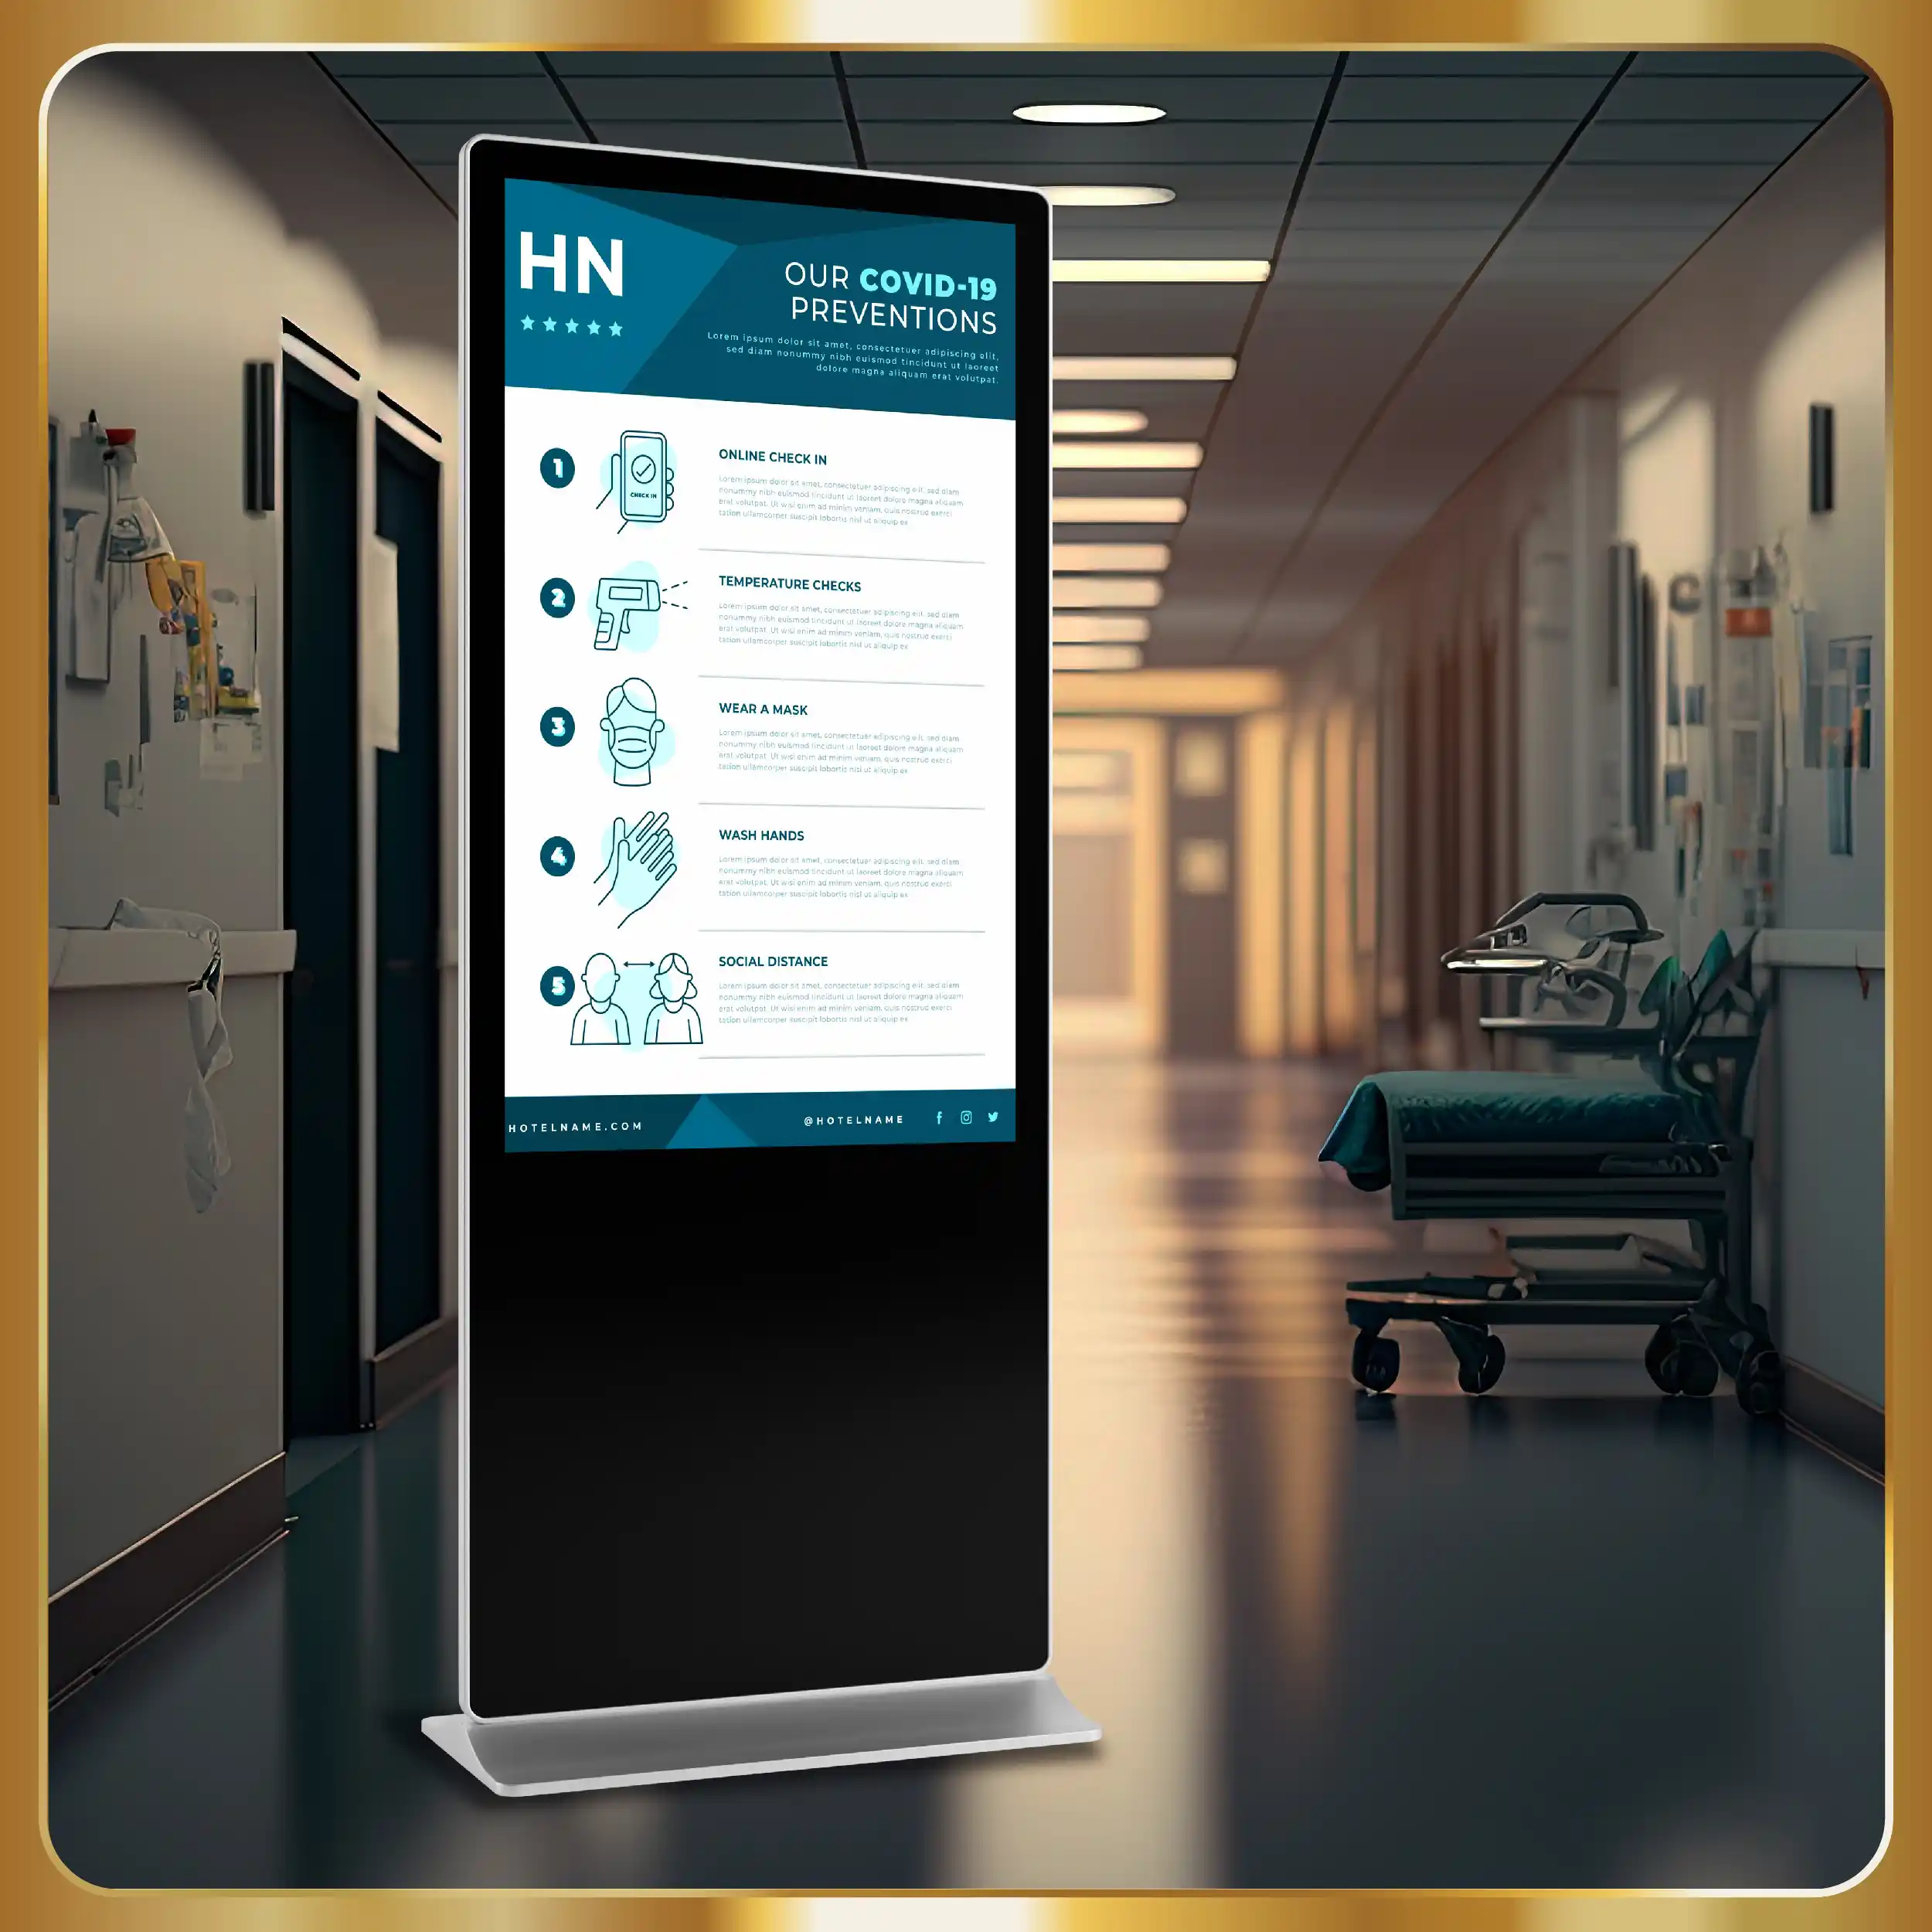 HN
OUR COVID-19
PREVENTIONS
Lorem ipsum dolor sit amet, consectetuer adipiscing elit,
sed diam nonummy nibh euismod tincidunt ut laoreet
dolore magna aliquam erat volutpat.
1
CHECK IN
ONLINE CHECK IN
Lorem ipsum dolor sit amet, consectetuer adipiscing elit, sed diam
nonummy nibh euismod tincidunt ut laoreet dolore magna aliquam
erat volutpat. Ut wisi enim ad minim veniam, quis nostrud exerci
tation ullamcorper suscipit lobortis nisl ut aliquip ex
2
TEMPERATURE CHECKS
Lorem ipsum dolor sit amet, consectetuer adipiscing elit, sed diam
nonummy nibh euismod tincidunt ut laoreet dolore magna aliquam
erat volutpat. Ut wisi enim ad minim veniam, quis nostrud exerci
tation ullamcorper suscipit lobortis nisl ut aliquip ex
3
WEAR A MASK
Lorem ipsum dolor sit amet, consectetuer adipiscing elit, sed diam
nonummy nibh euismod tincidunt ut laoreet dolore magna aliquam
erat volutpat. Ut wisi enim ad minim veniam, quis nostrud exerci
tation ullamcorper suscipit lobortis nisl ut aliquip ex
4
WASH HANDS
Lorem ipsum dolor sit amet, consectetuer adipiscing elit, sed diam
nonummy nibh euismod tincidunt ut laoreet dolore magna aliquam
erat volutpat. Ut wisi enim ad minim veniam, quis nostrud exerci
tation ullamcorper suscipit lobortis nisl ut aliquip ex
5
SOCIAL DISTANCE
Lorem ipsum dolor sit amet, consectetuer adipiscing elit, sed diam
nonummy nibh euismod tincidunt ut laoreet dolore magna aliquam
erat volutpat. Ut wisi enim ad minim veniam, quis nostrud exerci
tation ullamcorper suscipit lobortis nisl ut aliquip ex
HOTELNAME.COM
@HOTELNAME